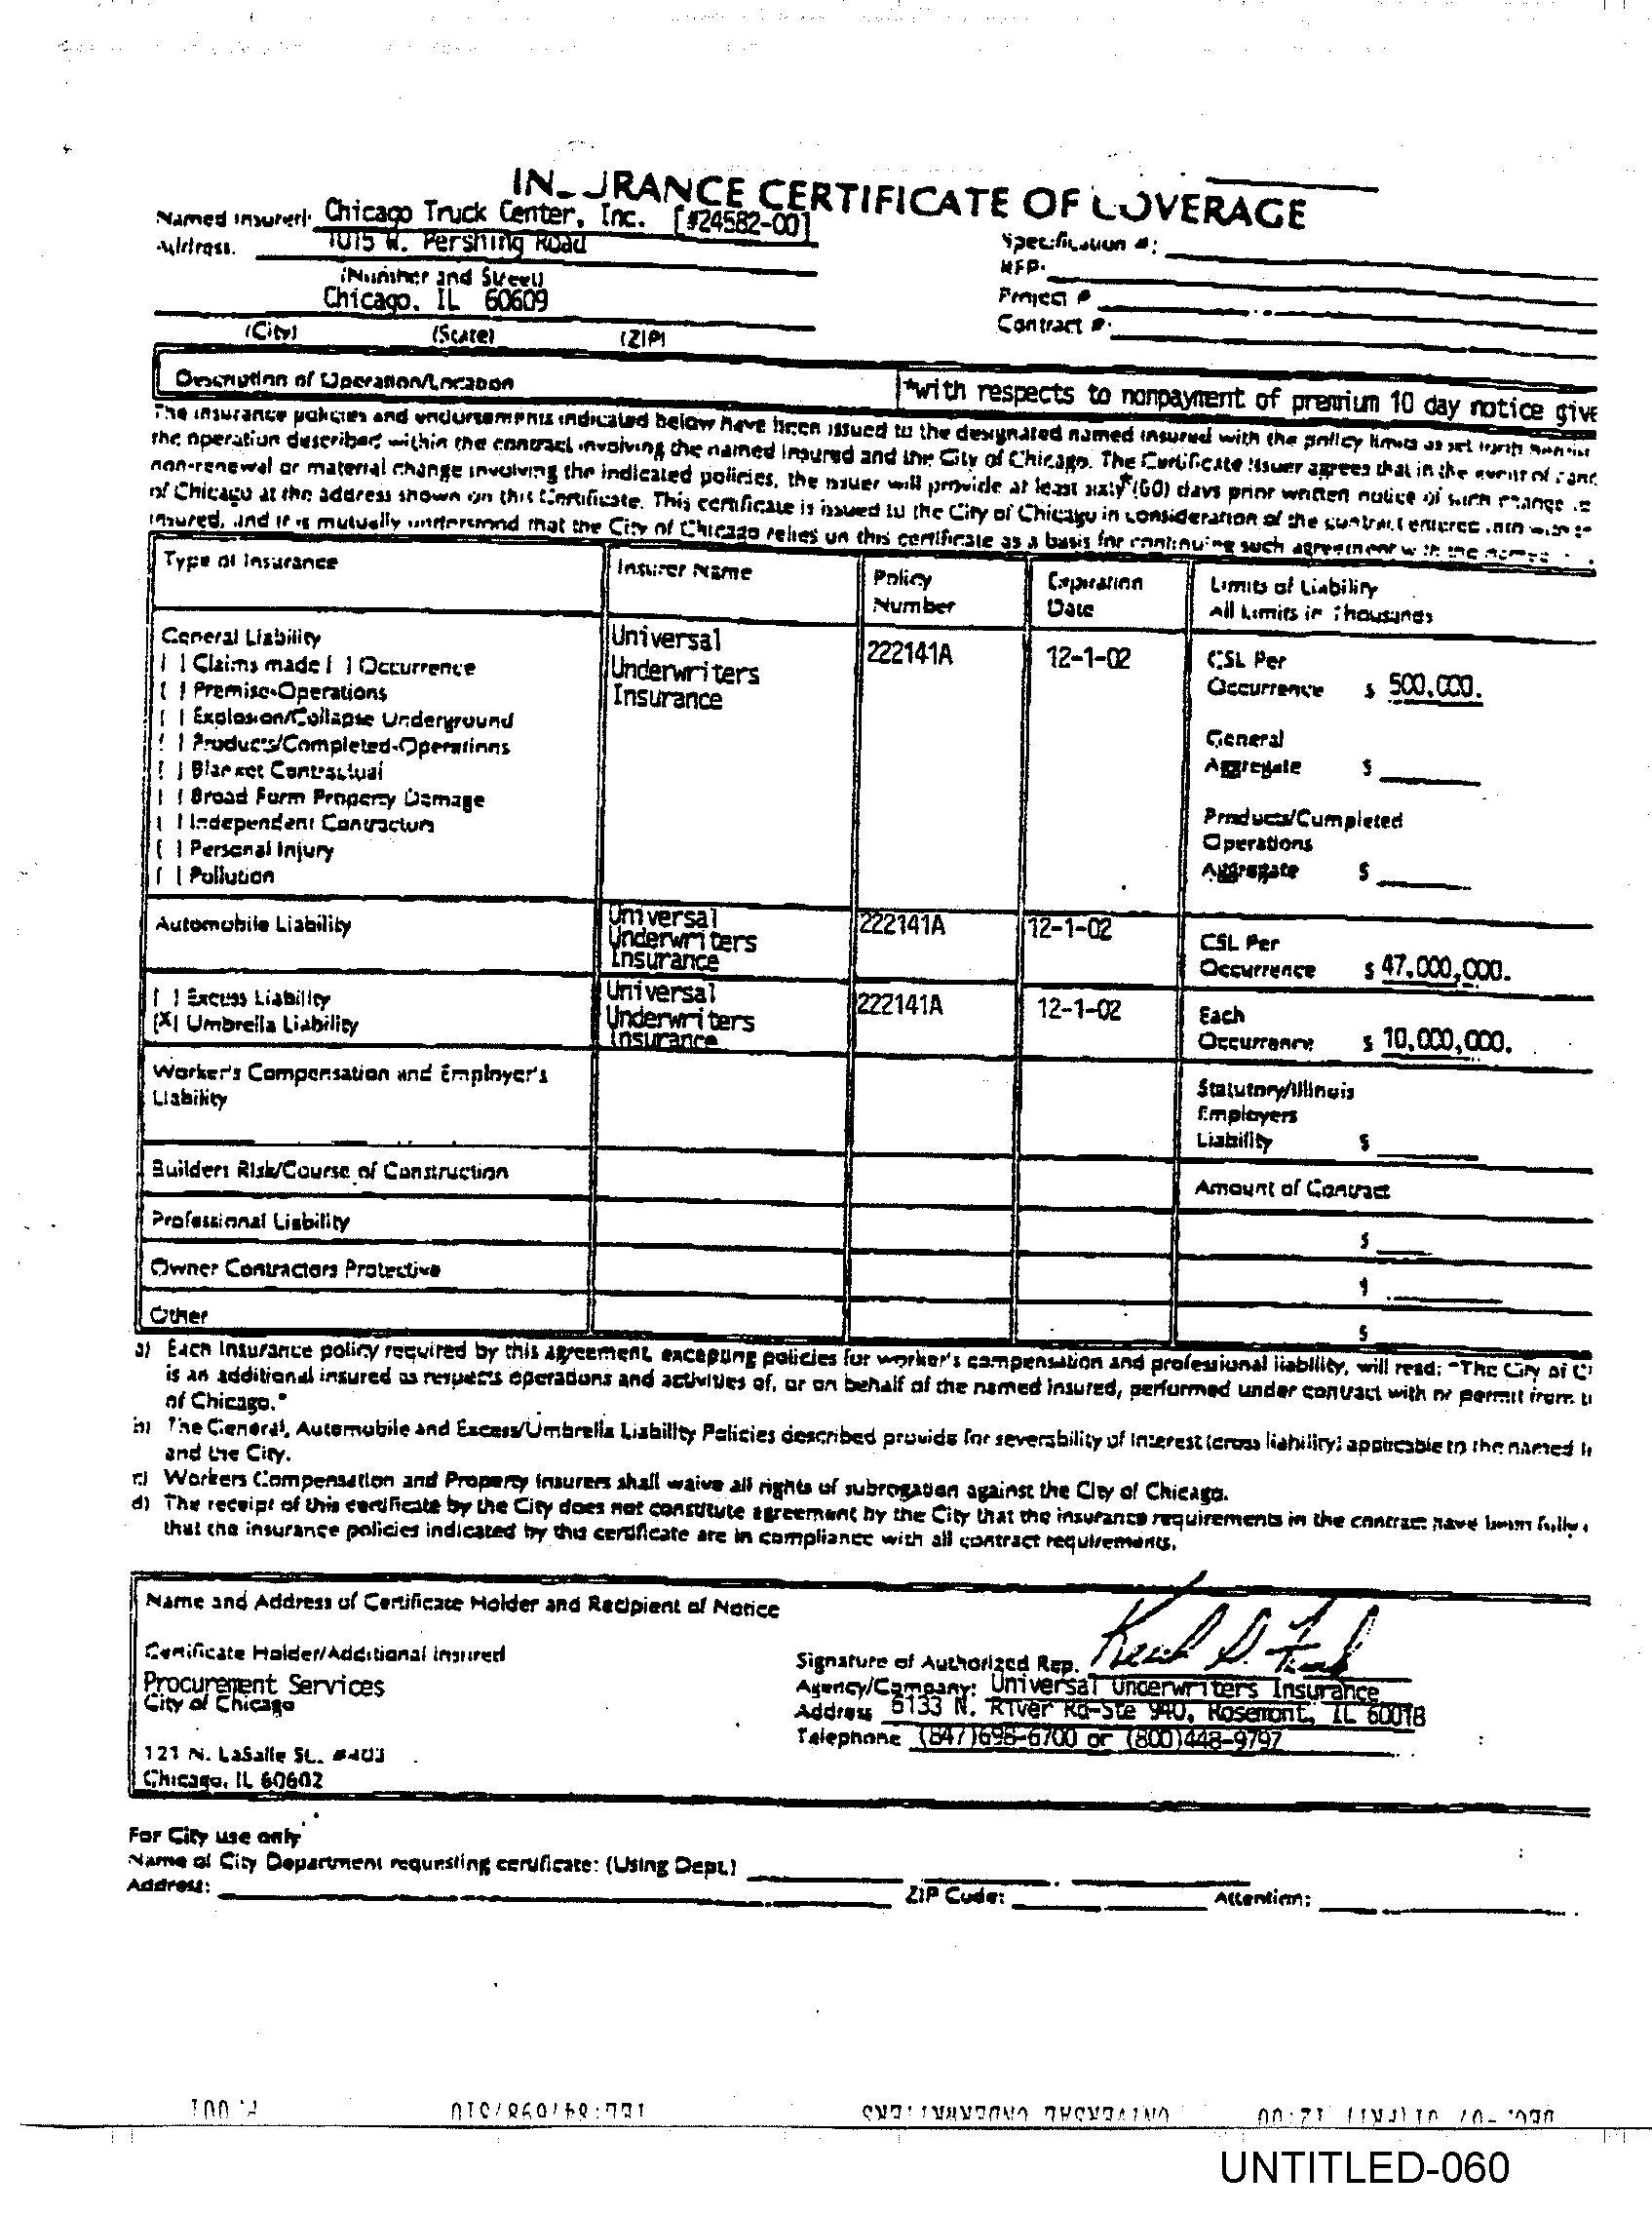 INSURANCE CERTIFICATE OF COVERAGE
Named Insured: Chicago Truck Center, Inc. [#24582-00]
Address: 1015 W. Pershing Road
(Number and Street)
Chicago, IL 60609
(City) (State) (ZIP)
Specification #:
RFP:
Project #
Contract #:
Description of Operation/Location
*with respects to nonpayment of premium 10 day notice give
The insurance policies and endorsements indicated below have been issued to the designated named insured with the policy limits as set forth
the operation described within the contract involving the named insured and the City of Chicago. The Certificate issuer agrees that in the event of
non-renewal or material change involving the indicated policies, the issuer will provide at least sixty* (60) days prior written notice of such change
of Chicago at the address shown on this Certificate. This certificate is issued to the City of Chicago in consideration of the contract entered
insured, and it is mutually understood that the City of Chicago relies on this certificate as a basis for continuing such agreement with the
Type of Insurance
Insurer Name
Policy Number
Expiration Date
Limits of Liability
All Limits in Thousands
General Liability
[ ] Claims made [ ] Occurrence
[ ] Premise-Operations
[ ] Explosion/Collapse Underground
[ ] Products/Completed-Operations
[ ] Blanket Contractual
[ ] Broad Form Property Damage
[ ] Independent Contractors
[ ] Personal Injury
[ ] Pollution
Universal
Underwriters
Insurance
222141A
12-1-02
CSL Per
Occurrence $ 500,000.
General
Aggregate $
Products/Completed
Operations
Aggregate $
Automobile Liability
Universal
Underwriters
Insurance
222141A
12-1-02
CSL Per
Occurrence $ 47,000,000.
[ ] Excess Liability
[X] Umbrella Liability
Universal
Underwriters
Insurance
222141A
12-1-02
Each
Occurrence $ 10,000,000.
Worker's Compensation and Employer's
Liability
Statutory/Illinois
Employers
Liability $
Builders Risk/Course of Construction
Amount of Contract
Professional Liability
$
Owner Contractors Protective
$
Other
$
a) Each Insurance policy required by this agreement, excepting policies for worker's compensation and professional liability, will read: "The City of C
is an additional insured as respects operations and activities of, or on behalf of the named insured, performed under contract with or permit from
of Chicago."
b) The General, Automobile and Excess/Umbrella Liability Policies described provide for severability of interest (cross liability) applicable to the named
and the City.
c) Workers Compensation and Property insurers shall waive all rights of subrogation against the City of Chicago.
d) The receipt of this certificate by the City does not constitute agreement by the City that the insurance requirements in the contract have been fully
that the insurance policies indicated by this certificate are in compliance with all contract requirements.
Name and Address of Certificate Holder and Recipient of Notice
Certificate Holder/Additional Insured
Procurement Services
City of Chicago
121 N. LaSalle St. #403
Chicago, IL 60602
Signature of Authorized Rep.
Agency/Company: Universal Underwriters Insurance
Address 6133 N. River Rd-Ste 940, Rosemont, IL 60018
Telephone (847)698-6700 or (800)448-9797
For City use only
Name of City Department requesting certificate: (Using Dept.)
Address: ZIP Code: Attention:
UNTITLED-060